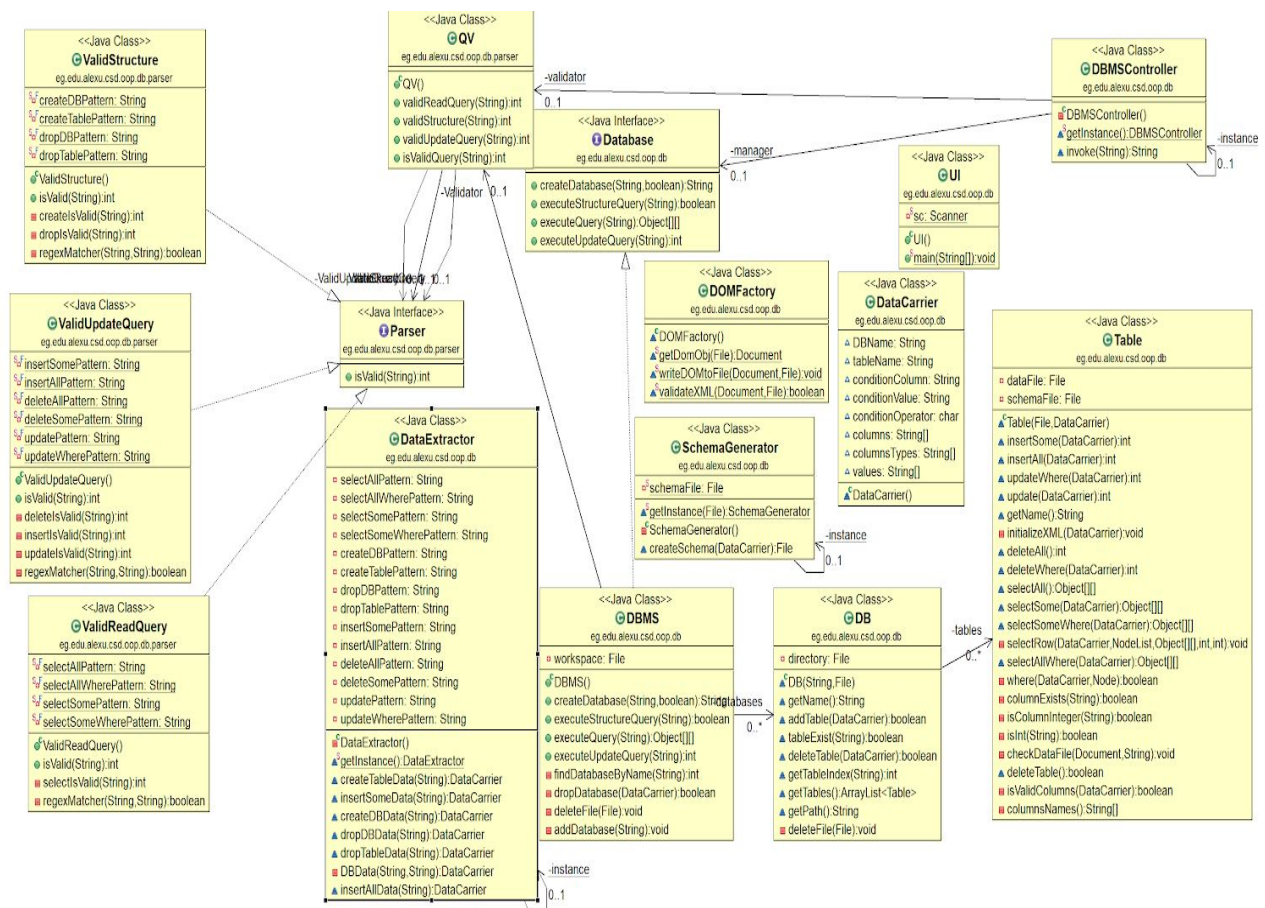 <<Java Class>>
ValidStructure
eg.edu.alexu.csd.oop.db.parser
createDBPattern: String
createTablePattern: String
dropDBPattern: String
dropTablePattern: String
ValidStructure()
isValid(String):int
createIsValid(String):int
dropIsValid(String):int
regexMatcher(String,String):boolean
<<Java Class>>
QV
eg.edu.alexu.csd.oop.db.parser
QV()
validReadQuery(String):int
validStructure(String):int
validUpdateQuery(String):int
isValidQuery(String):int
-validator
0..1
<<Java Interface>>
Database
eg.edu.alexu.csd.oop.db
createDatabase(String,boolean):String
executeStructureQuery(String):boolean
executeQuery(String):Object[][]
executeUpdateQuery(String):int
-manager
0..1
<<Java Class>>
DBMSController
eg.edu.alexu.csd.oop.db
DBMSController()
getInstance():DBMSController
invoke(String):String
-instance
0..1
<<Java Class>>
UI
eg.edu.alexu.csd.oop.db
sc: Scanner
UI()
main(String[]):void
-Validator
0..1
0..1
0..1
<<Java Interface>>
Parser
eg.edu.alexu.csd.oop.db.parser
isValid(String):int
<<Java Class>>
ValidUpdateQuery
eg.edu.alexu.csd.oop.db.parser
insertSomePattern: String
insertAllPattern: String
deleteAllPattern: String
deleteSomePattern: String
updatePattern: String
updateWherePattern: String
ValidUpdateQuery()
isValid(String):int
deleteIsValid(String):int
insertIsValid(String):int
updateIsValid(String):int
regexMatcher(String,String):boolean
<<Java Class>>
ValidReadQuery
eg.edu.alexu.csd.oop.db.parser
selectAllPattern: String
selectAllWherePattern: String
selectSomePattern: String
selectSomeWherePattern: String
ValidReadQuery()
isValid(String):int
selectIsValid(String):int
regexMatcher(String,String):boolean
<<Java Class>>
DataExtractor
eg.edu.alexu.csd.oop.db
selectAllPattern: String
selectAllWherePattern: String
selectSomePattern: String
selectSomeWherePattern: String
createDBPattern: String
createTablePattern: String
dropDBPattern: String
dropTablePattern: String
insertSomePattern: String
insertAllPattern: String
deleteAllPattern: String
deleteSomePattern: String
updatePattern: String
updateWherePattern: String
DataExtractor()
getInstance():DataExtractor
createTableData(String):DataCarrier
insertSomeData(String):DataCarrier
createDBData(String):DataCarrier
dropDBData(String):DataCarrier
dropTableData(String):DataCarrier
DBData(String,String):DataCarrier
insertAllData(String):DataCarrier
-instance
0..1
<<Java Class>>
DOMFactory
eg.edu.alexu.csd.oop.db
DOMFactory()
getDomObj(File):Document
writeDOMtoFile(Document,File):void
validateXML(Document,File):boolean
<<Java Class>>
SchemaGenerator
eg.edu.alexu.csd.oop.db
schemaFile: File
getInstance(File):SchemaGenerator
SchemaGenerator()
createSchema(DataCarrier):File
-instance
0..1
<<Java Class>>
DataCarrier
eg.edu.alexu.csd.oop.db
DBName: String
tableName: String
conditionColumn: String
conditionValue: String
conditionOperator: char
columns: String[]
columnsTypes: String[]
values: String[]
DataCarrier()
<<Java Class>>
DBMS
eg.edu.alexu.csd.oop.db
workspace: File
DBMS()
createDatabase(String,boolean):String
executeStructureQuery(String):boolean
executeQuery(String):Object[][]
executeUpdateQuery(String):int
findDatabaseByName(String):int
dropDatabase(DataCarrier):boolean
deleteFile(File):void
addDatabase(String):void
-databases
0..*
<<Java Class>>
DB
eg.edu.alexu.csd.oop.db
directory: File
DB(String,File)
getName():String
addTable(DataCarrier):boolean
tableExist(String):boolean
deleteTable(DataCarrier):boolean
getTableIndex(String):int
getTables():ArrayList<Table>
getPath():String
deleteFile(File):void
-tables
0..*
<<Java Class>>
Table
eg.edu.alexu.csd.oop.db
dataFile: File
schemaFile: File
Table(File,DataCarrier)
insertSome(DataCarrier):int
insertAll(DataCarrier):int
updateWhere(DataCarrier):int
update(DataCarrier):int
getName():String
initializeXML(DataCarrier):void
deleteAll():int
deleteWhere(DataCarrier):int
selectAll():Object[][]
selectSome(DataCarrier):Object[][]
selectSomeWhere(DataCarrier):Object[][]
selectRow(DataCarrier,NodeList,Object[][],int,int):void
selectAllWhere(DataCarrier):Object[][]
where(DataCarrier,Node):boolean
columnExists(String):boolean
isColumnInteger(String):boolean
isInt(String):boolean
checkDataFile(Document,String):void
deleteTable():boolean
isValidColumns(DataCarrier):boolean
columnsNames():String[]